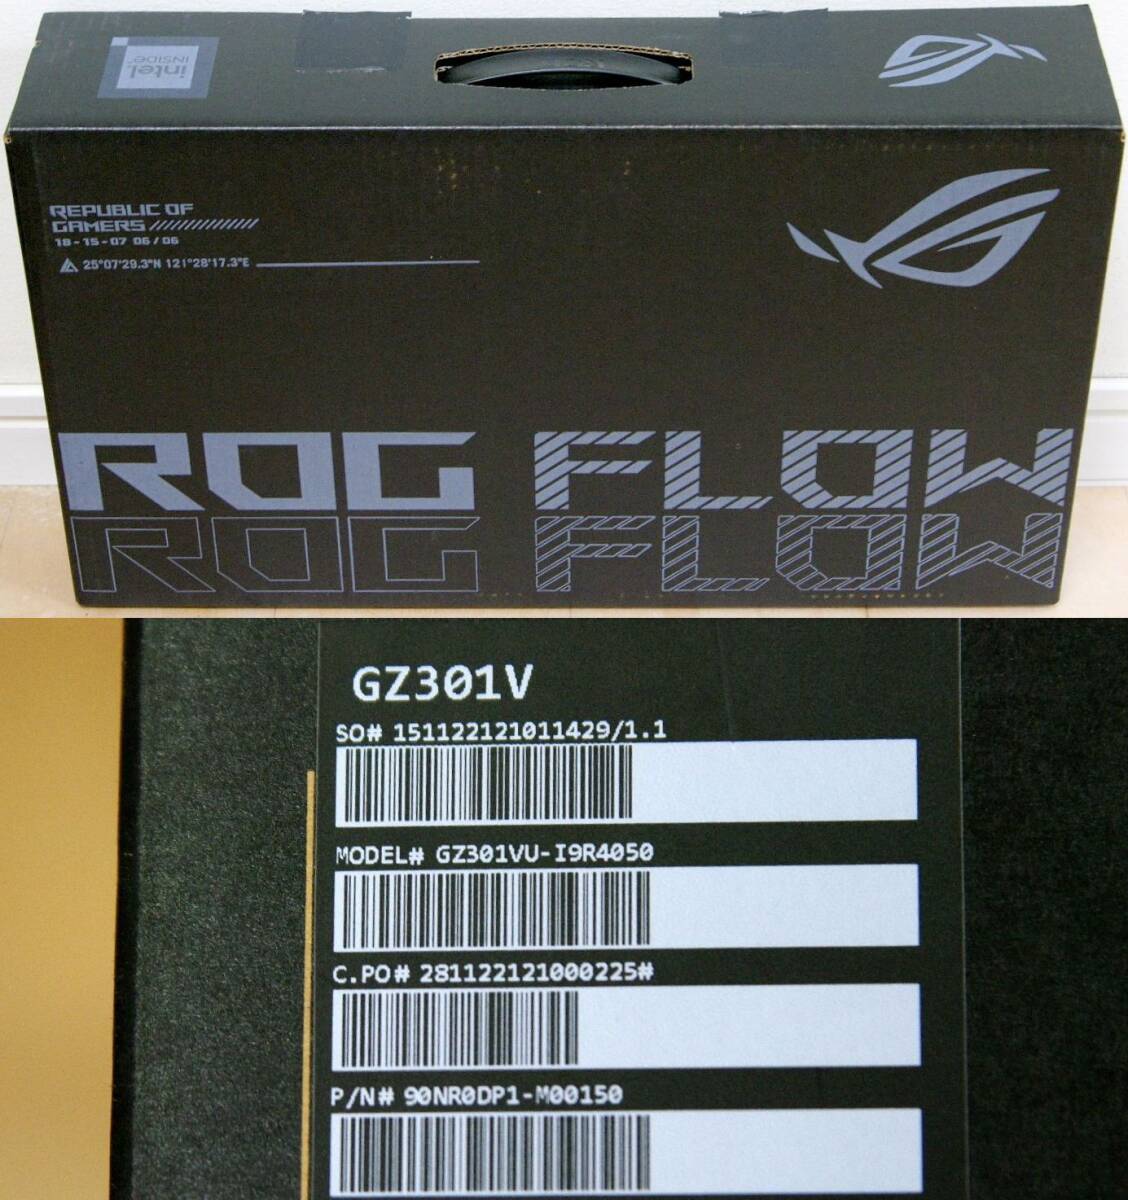 intel.
INSIDE
REPUBLIC OF
GAMERS
18-15-07 06/06
25°07'29.3"N 121°28'17.3"E
ROG FLOW
ROG FLOW
GZ301V
SO# 151122121011429/1.1
MODEL# GZ301VU-I9R4050
C.PO# 281122121000225#
P/N# 90NR0DP1-M00150